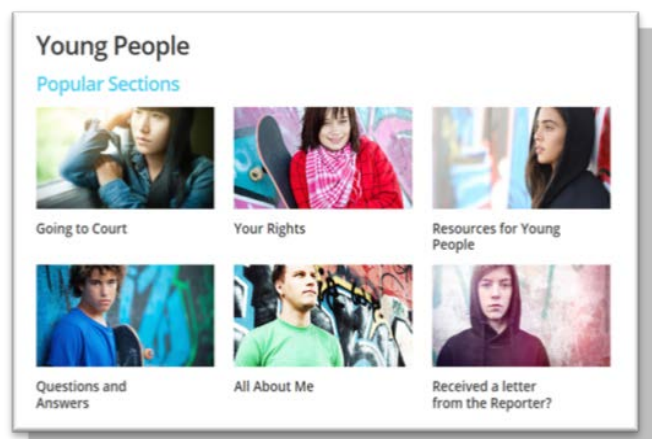 Young People
Popular Sections
Going to Court
Your Rights
Resources for Young
People
Questions and
Answers
All About Me
Received a letter
from the Reporter?